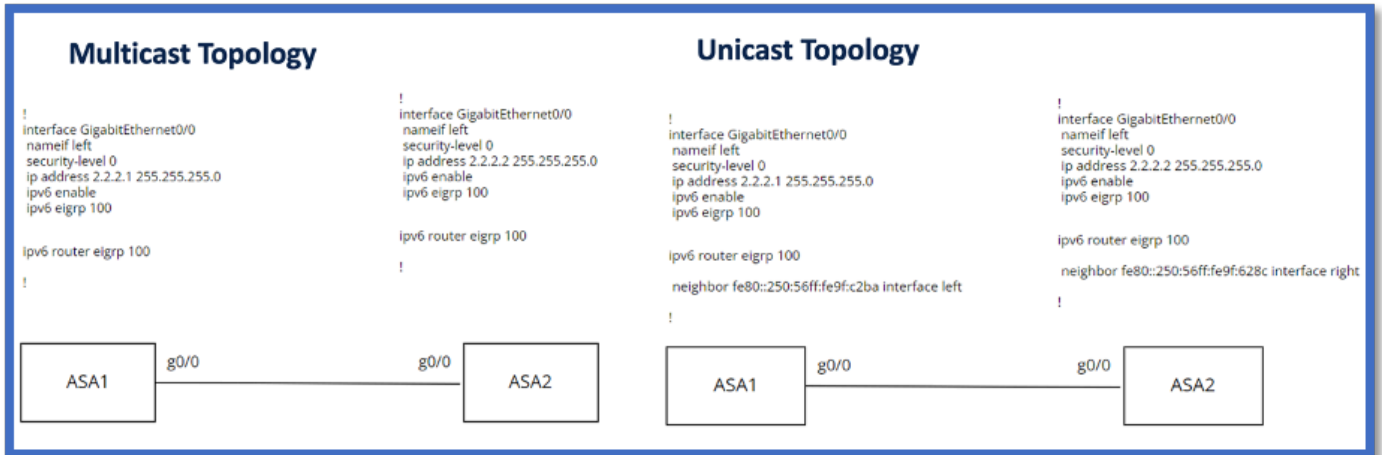 Multicast Topology
!
interface GigabitEthernet0/0
nameif left
security-level 0
ip address 2.2.2.1 255.255.255.0
ipv6 enable
ipv6 eigrp 100
ipv6 router eigrp 100
!
!
interface GigabitEthernet0/0
nameif left
security-level 0
ip address 2.2.2.2 255.255.255.0
ipv6 enable
ipv6 eigrp 100
ipv6 router eigrp 100
!
ASA1
g0/0
g0/0
ASA2
Unicast Topology
!
interface GigabitEthernet0/0
nameif left
security-level 0
ip address 2.2.2.1 255.255.255.0
ipv6 enable
ipv6 eigrp 100
ipv6 router eigrp 100
neighbor fe80::250:56ff:fe9f:c2ba interface left
!
!
interface GigabitEthernet0/0
nameif left
security-level 0
ip address 2.2.2.2 255.255.255.0
ipv6 enable
ipv6 eigrp 100
ipv6 router eigrp 100
neighbor fe80::250:56ff:fe9f:628c interface right
!
ASA1
g0/0
g0/0
ASA2